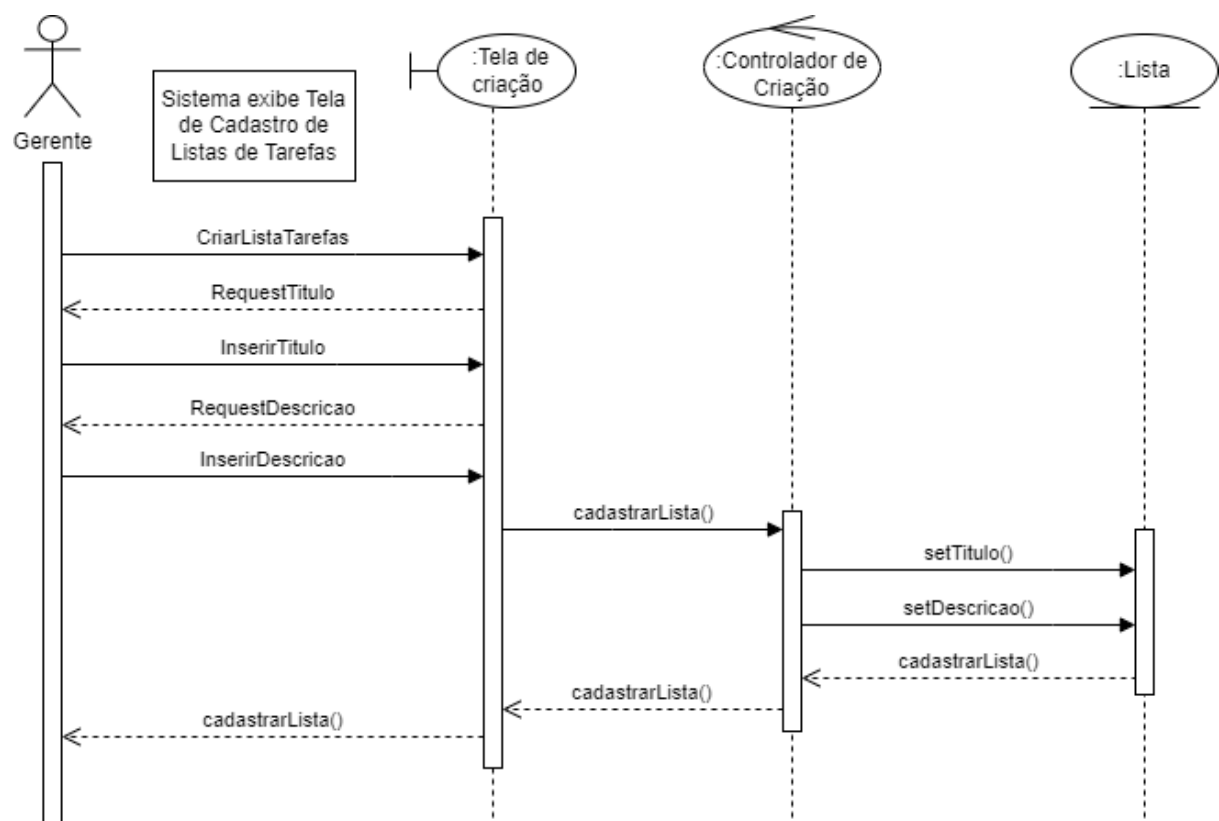 :Tela de
criação
:Controlador de
Criação
:Lista
Gerente
Sistema exibe Tela
de Cadastro de
Listas de Tarefas
CriarListaTarefas
RequestTitulo
InserirTitulo
RequestDescricao
InserirDescricao
cadastrarLista()
setTitulo()
setDescricao()
cadastrarLista()
cadastrarLista()
cadastrarLista()